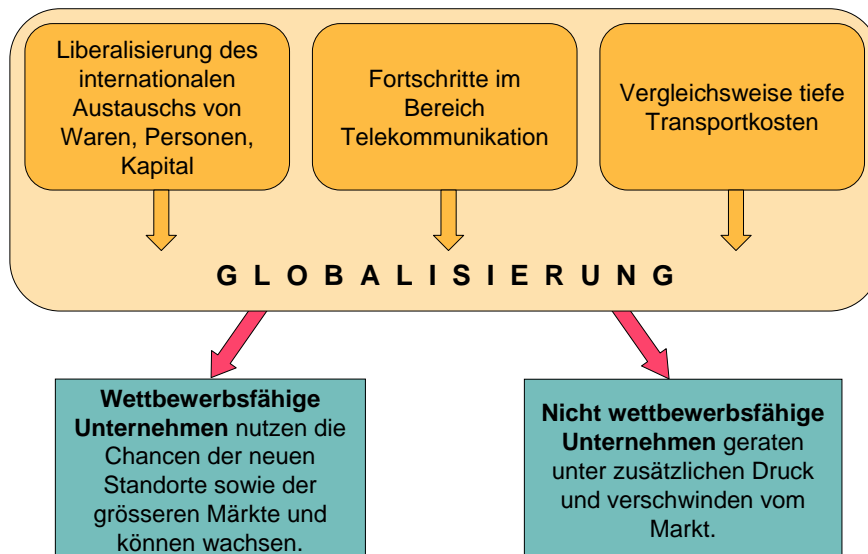 Liberalisierung des
internationalen
Austauschs von
Waren, Personen,
Kapital
Fortschritte im
Bereich
Telekommunikation
Vergleichsweise tiefe
Transportkosten
GLOBALISIERUNG
Wettbewerbsfähige
Unternehmen nutzen die
Chancen der neuen
Standorte sowie der
grösseren Märkte und
können wachsen.
Nicht wettbewerbsfähige
Unternehmen geraten
unter zusätzlichen Druck
und verschwinden vom
Markt.